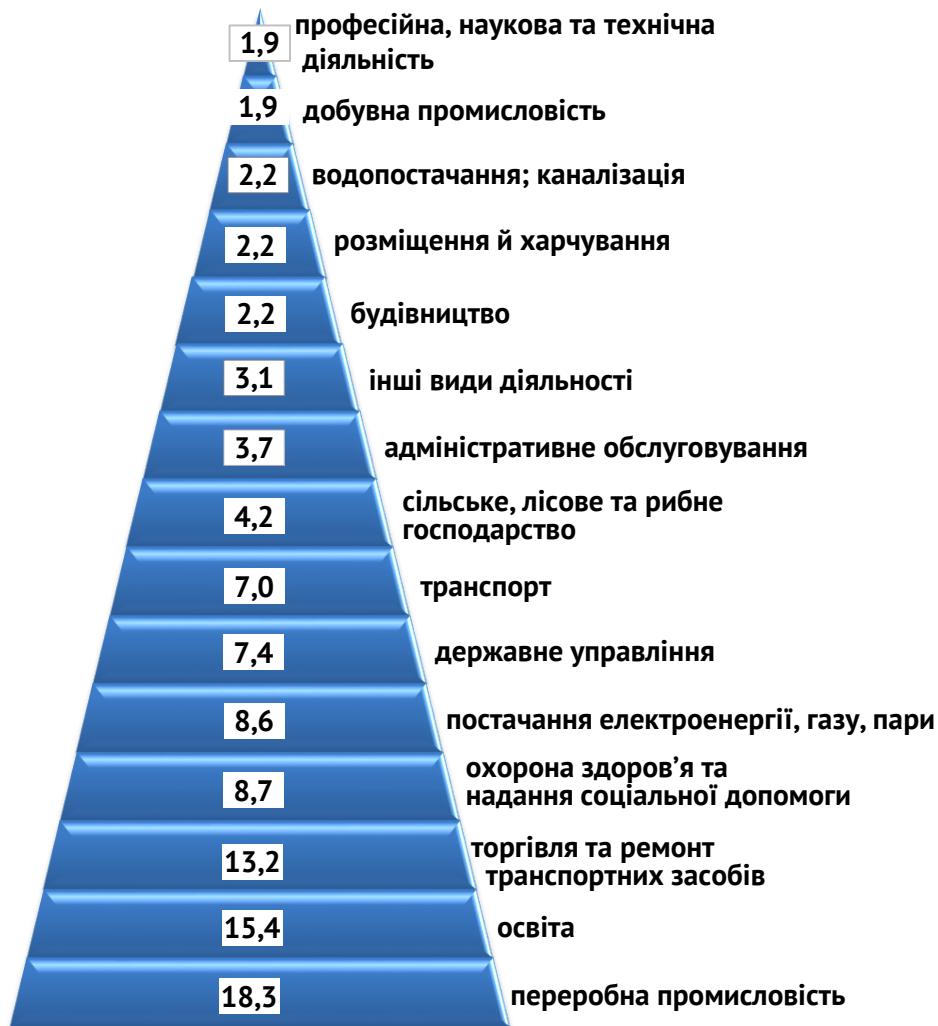 1,9 професійна, наукова та технічна
діяльність
1,9 добувна промисловість
2,2 водопостачання; каналізація
2,2 розміщення й харчування
2,2 будівництво
3,1 інші види діяльності
3,7 адміністративне обслуговування
4,2 сільське, лісове та рибне
господарство
7,0 транспорт
7,4 державне управління
8,6 постачання електроенергії, газу, пари
8,7 охорона здоров’я та
надання соціальної допомоги
13,2 торгівля та ремонт
транспортних засобів
15,4 освіта
18,3 переробна промисловість